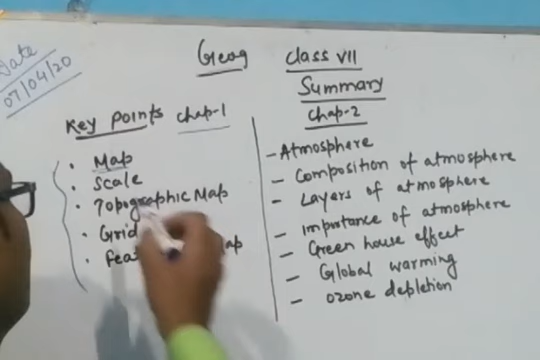 Date
07/04/20
Geog class VII
Summary
Key points chap-1
• Map
• Scale
• Topographic Map
• Grid
•
chap-2
- Atmosphere
- Composition of atmosphere
- Layers of atmosphere
- Importance of atmosphere
- Green house effect
- Global warming
- ozone depletion